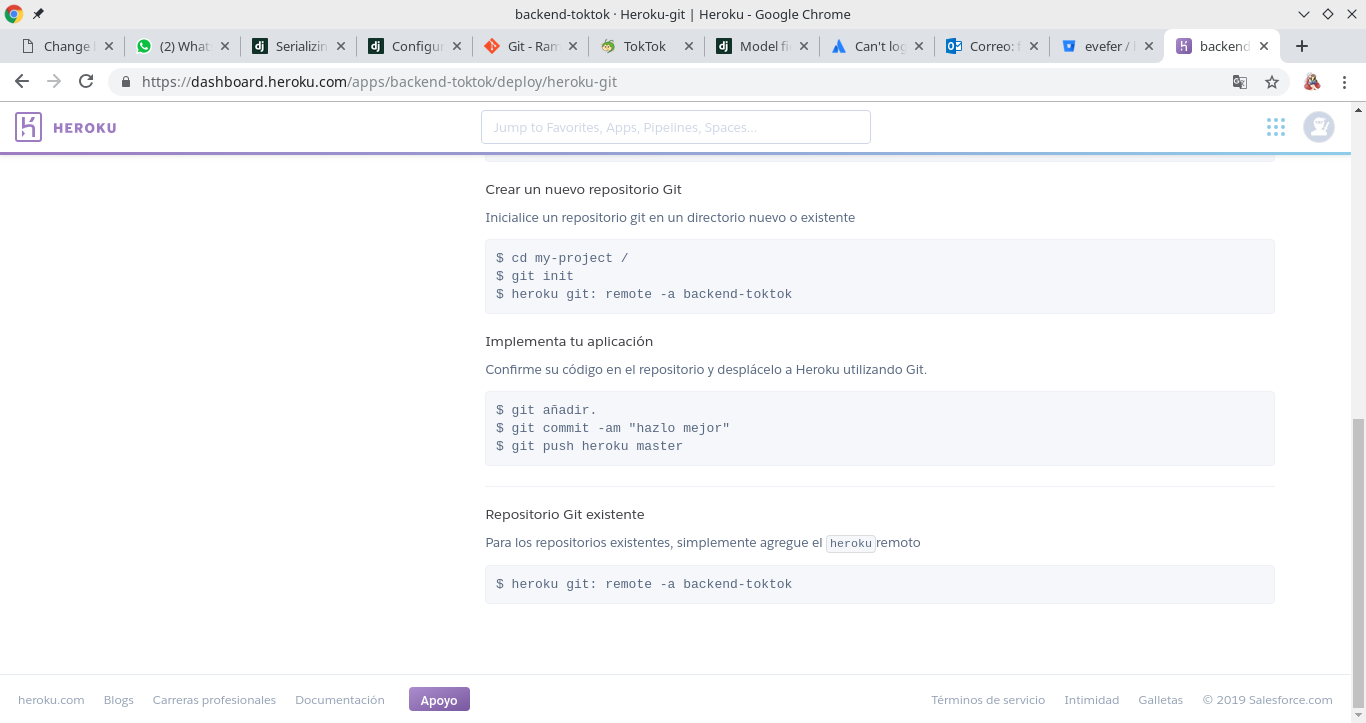 backend-toktok · Heroku-git | Heroku - Google Chrome
Change
(2) What
Serializin
Configur
Git - Ram
TokTok
Model fi
Can't log
Correo:
evefer /
backend
https://dashboard.heroku.com/apps/backend-toktok/deploy/heroku-git
HEROKU
Jump to Favorites, Apps, Pipelines, Spaces...
Crear un nuevo repositorio Git
Inicialice un repositorio git en un directorio nuevo o existente
$ cd my-project /
$ git init
$ heroku git: remote -a backend-toktok
Implementa tu aplicación
Confirme su código en el repositorio y desplácelo a Heroku utilizando Git.
$ git añadir.
$ git commit -am "hazlo mejor"
$ git push heroku master
Repositorio Git existente
Para los repositorios existentes, simplemente agregue el heroku remoto
$ heroku git: remote -a backend-toktok
heroku.com Blogs Carreras profesionales Documentación Apoyo Términos de servicio Intimidad Galletas © 2019 Salesforce.com